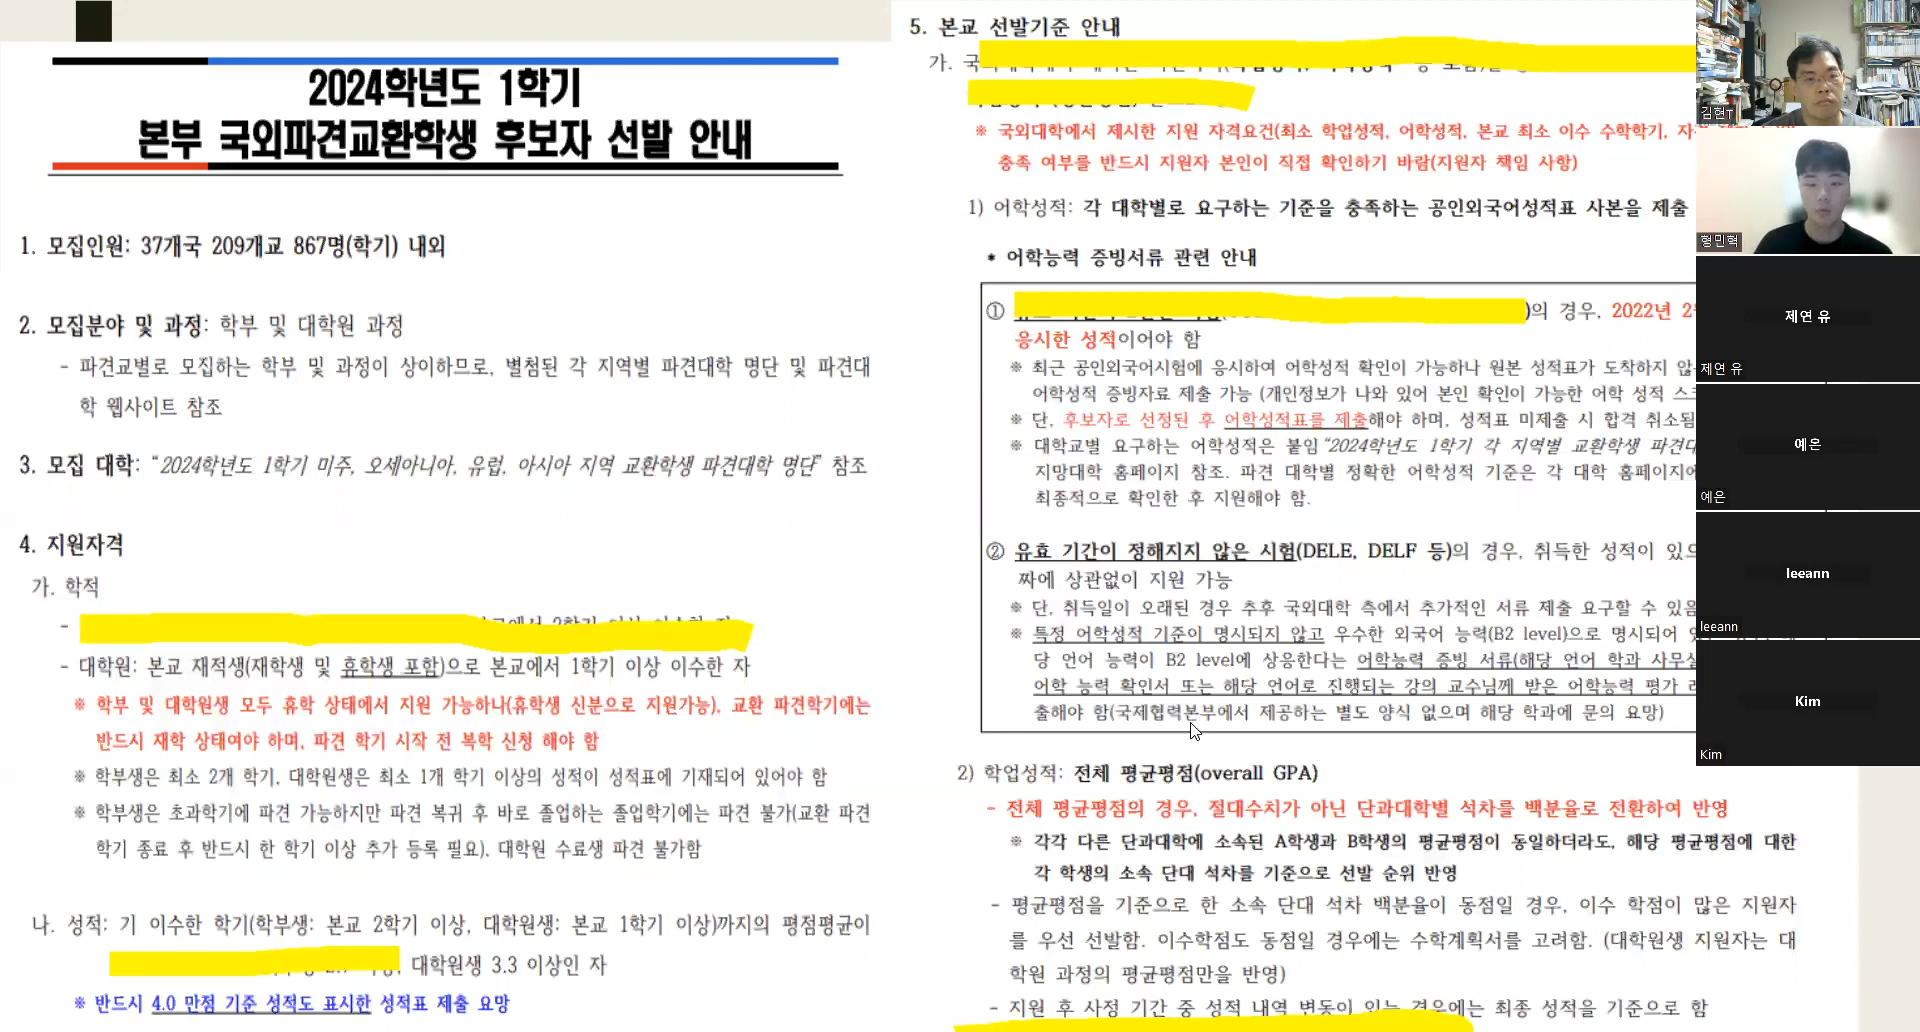 2024학년도 1학기
본부 국외파견교환학생 후보자 선발 안내
1. 모집인원: 37개국 209개교 867명(학기) 내외
2. 모집분야 및 과정: 학부 및 대학원 과정
- 파견교별로 모집하는 학부 및 과정이 상이하므로, 별첨된 각 지역별 파견대학 명단 및 파견대
학 웹사이트 참조
3. 모집 대학: “2024학년도 1학기 미주, 오세아니아, 유럽, 아시아 지역 교환학생 파견대학 명단” 참조
4. 지원자격
가. 학적
-
- 대학원: 본교 재적생(재학생 및 휴학생 포함)으로 본교에서 1학기 이상 이수한 자
※ 학부 및 대학원생 모두 휴학 상태에서 지원 가능하나(휴학생 신분으로 지원가능), 교환 파견학기에는
반드시 재학 상태여야 하며, 파견 학기 시작 전 복학 신청 해야 함
※ 학부생은 최소 2개 학기, 대학원생은 최소 1개 학기 이상의 성적이 성적표에 기재되어 있어야 함
※ 학부생은 초과학기에 파견 가능하지만 파견 복귀 후 바로 졸업하는 졸업학기에는 파견 불가(교환 파견
학기 종료 후 반드시 한 학기 이상 추가 등록 필요), 대학원 수료생 파견 불가함
나. 성적: 기 이수한 학기(학부생: 본교 2학기 이상, 대학원생: 본교 1학기 이상)까지의 평점평균이
, 대학원생 3.3 이상인 자
※ 반드시 4.0 만점 기준 성적도 표시한 성적표 제출 요망
5. 본교 선발기준 안내
가.
※ 국외대학에서 제시한 지원 자격요건(최소 학업성적, 어학성적, 본교 최소 이수 수학학기,
충족 여부를 반드시 지원자 본인이 직접 확인하기 바람(지원자 책임 사항)
1) 어학성적: 각 대학별로 요구하는 기준을 충족하는 공인외국어성적표 사본을 제출
* 어학능력 증빙서류 관련 안내
① )의 경우, 2022년
응시한 성적이어야 함
※ 최근 공인외국어시험에 응시하여 어학성적 확인이 가능하나 원본 성적표가 도착하지
어학성적 증빙자료 제출 가능 (개인정보가 나와 있어 본인 확인이 가능한 어학 성적
※ 단, 후보자로 선정된 후 어학성적표를 제출해야 하며, 성적표 미제출 시 합격 취소됨
※ 대학교별 요구하는 어학성적은 붙임 “2024학년도 1학기 각 지역별 교환학생
지망대학 홈페이지 참조. 파견 대학별 정확한 어학성적 기준은 각 대학 홈페이지에
최종적으로 확인한 후 지원해야 함.
② 유효 기간이 정해지지 않은 시험(DELE, DELF 등)의 경우, 취득한 성적이
짜에 상관없이 지원 가능
※ 단, 취득일이 오래된 경우 추후 국외대학 측에서 추가적인 서류 제출 요구할 수 있음
※ 특정 어학성적 기준이 명시되지 않고 우수한 외국어 능력(B2 level)으로 명시되어
당 언어 능력이 B2 level에 상응한다는 어학능력 증빙 서류(해당 언어 학과
어학 능력 확인서 또는 해당 언어로 진행되는 강의 교수님께 받은 어학능력 평가
출해야 함(국제협력본부에서 제공하는 별도 양식 없으며 해당 학과에 문의 요망)
2) 학업성적: 전체 평균평점(overall GPA)
- 전체 평균평점의 경우, 절대수치가 아닌 단과대학별 석차를 백분율로 전환하여 반영
※ 각각 다른 단과대학에 소속된 A학생과 B학생의 평균평점이 동일하더라도, 해당 평균평점에 대한
각 학생의 소속 단대 석차를 기준으로 선발 순위 반영
- 평균평점을 기준으로 한 소속 단대 석차 백분율이 동점일 경우, 이수 학점이 많은 지원자
를 우선 선발함. 이수학점도 동점일 경우에는 수학계획서를 고려함. (대학원생 지원자는 대
학원 과정의 평균평점만을 반영)
- 지원 후 사정 기간 중 성적 내역 변동이 있는 경우에는 최종 성적을 기준으로 함
김현T
형민혁
제연 유
제연 유
예은
예은
leeann
leeann
Kim
Kim